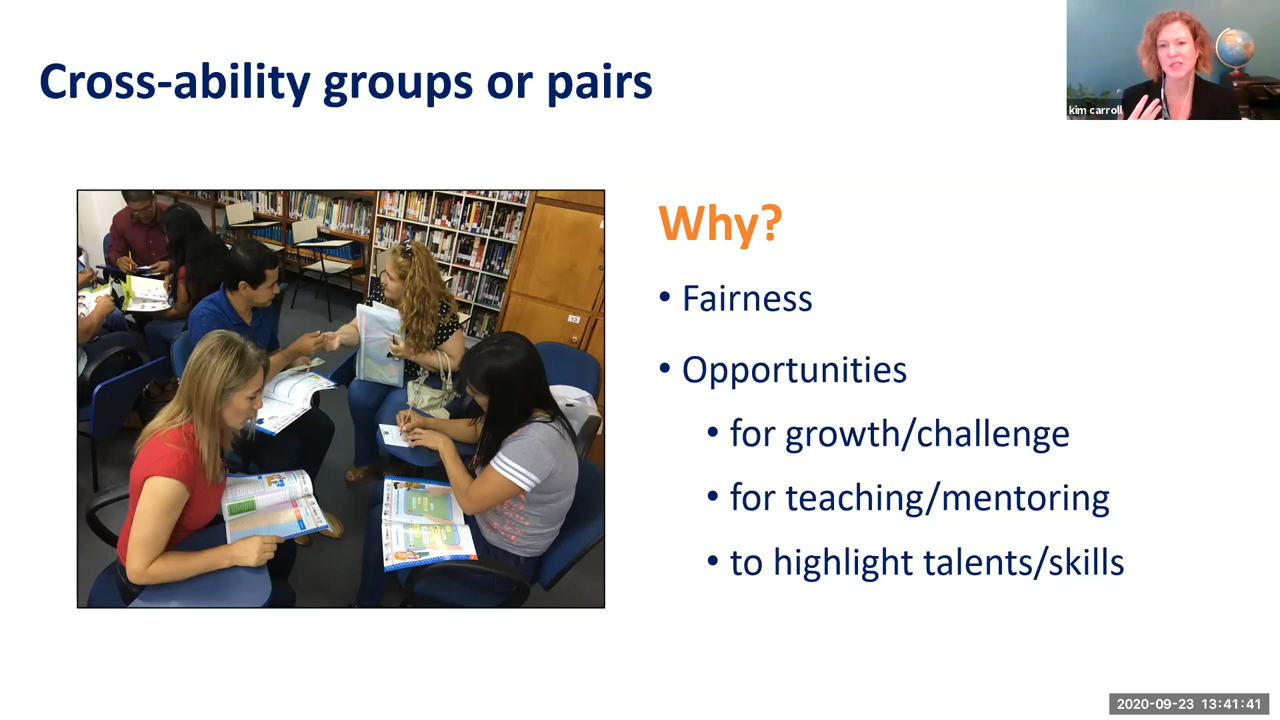 Cross-ability groups or pairs
kim carroll
Why?
• Fairness
• Opportunities
• for growth/challenge
• for teaching/mentoring
• to highlight talents/skills
2020-09-23 13:41:41